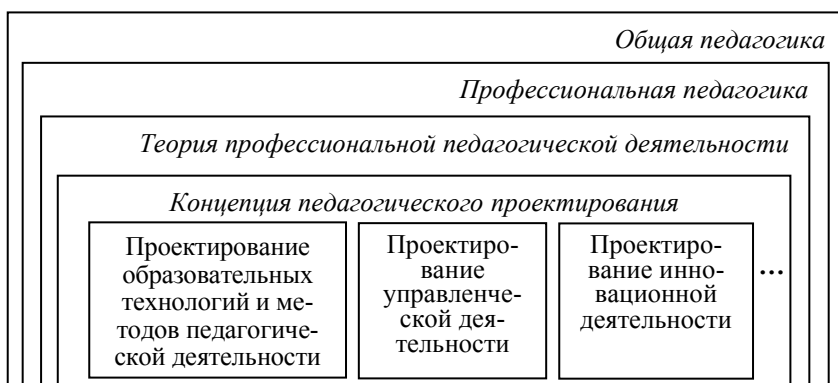 Общая педагогика
Профессиональная педагогика
Теория профессиональной педагогической деятельности
Концепция педагогического проектирования
Проектирование
образовательных
технологий и ме-
тодов педагогиче-
ской деятельности
Проектиро-
вание
управленче-
ской дея-
тельности
Проектиро-
вание инно-
вационной
деятельности
...